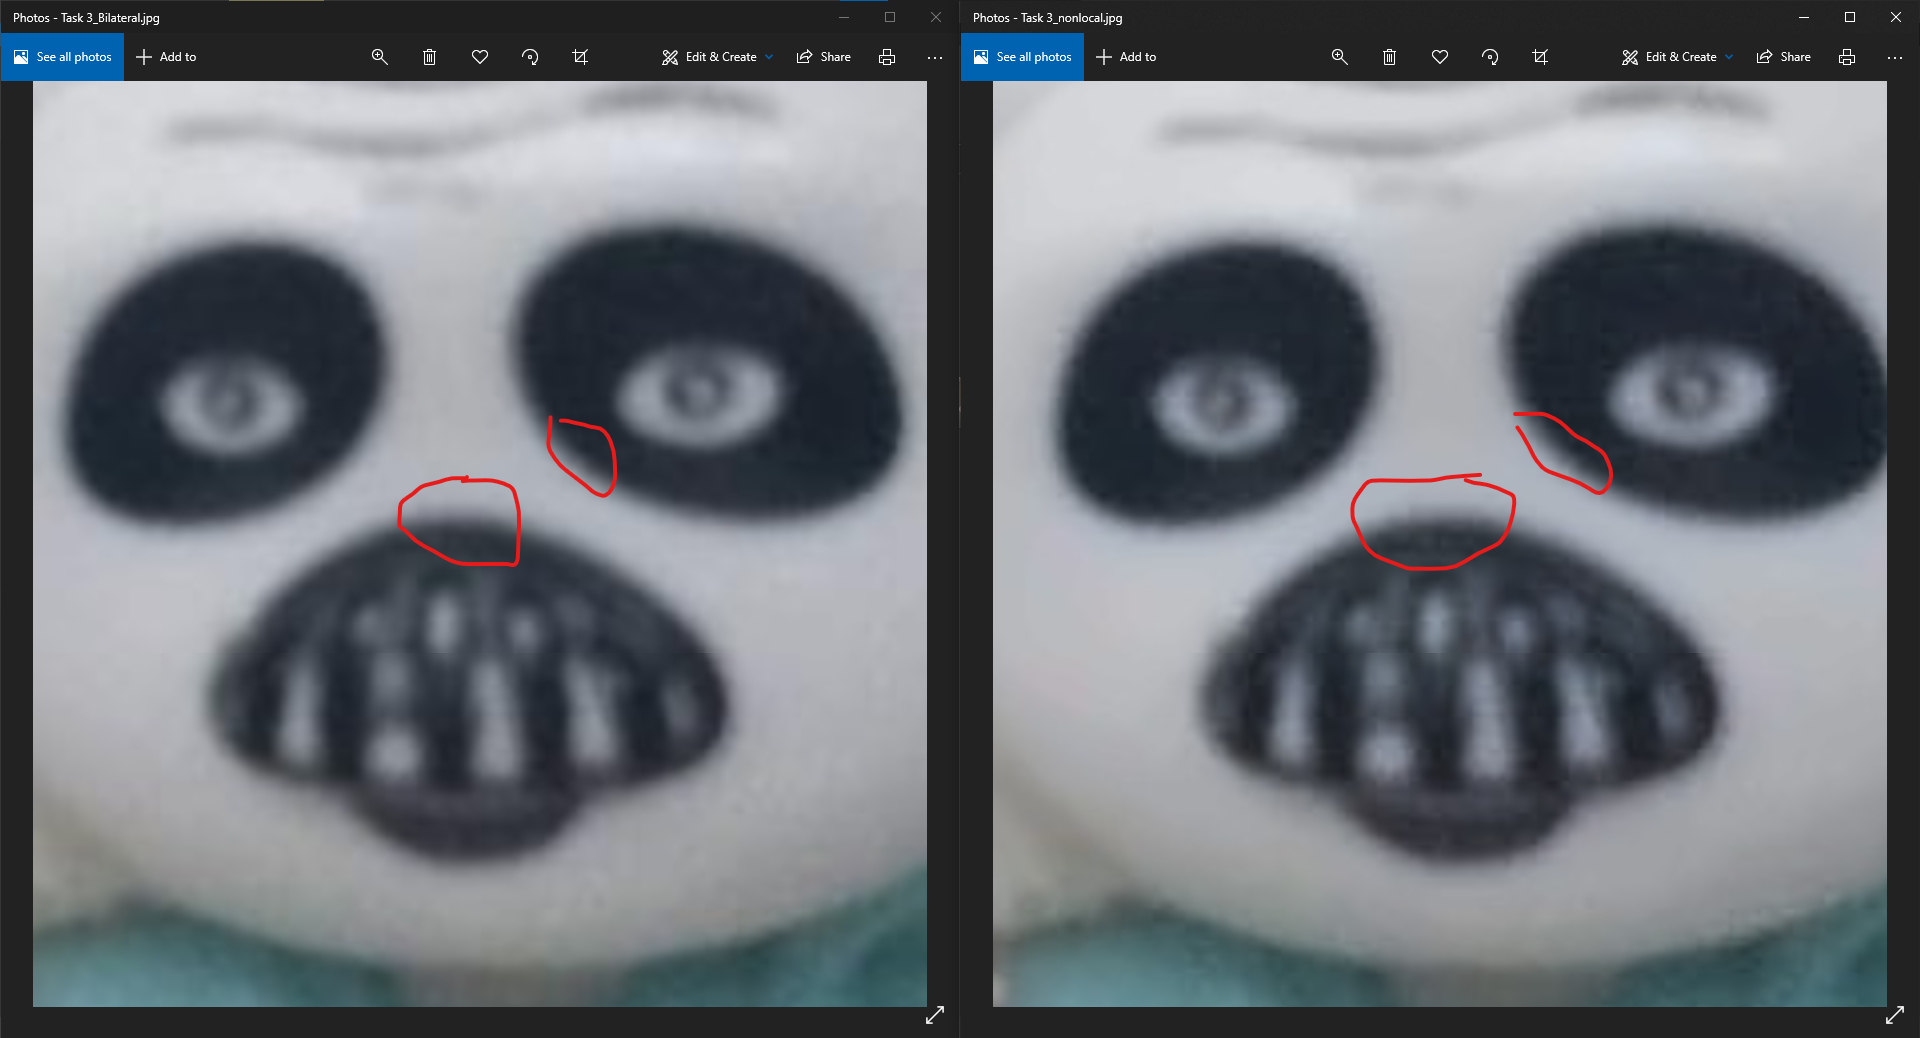 Photos - Task 3_Bilateral.jpg
See all photos
Add to
Edit & Create
Share
Photos - Task 3_nonlocal.jpg
See all photos
Add to
Edit & Create
Share